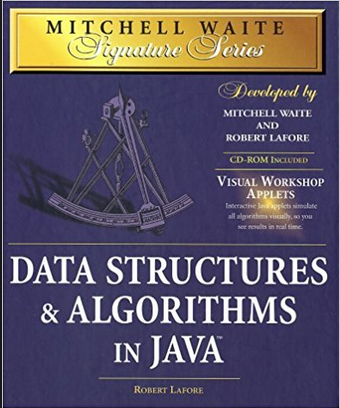 MITCHELL WAITE
Signature Series
Developed by
MITCHELL WAITE
AND
ROBERT LAFORE
CD-ROM INCLUDED
VISUAL WORKSHOP
APPLETS
Interactive Java applets simulate
all algorithms visually, so you
see results in real time.
DATA STRUCTURES
& ALGORITHMS
IN JAVA™
ROBERT LAFORE